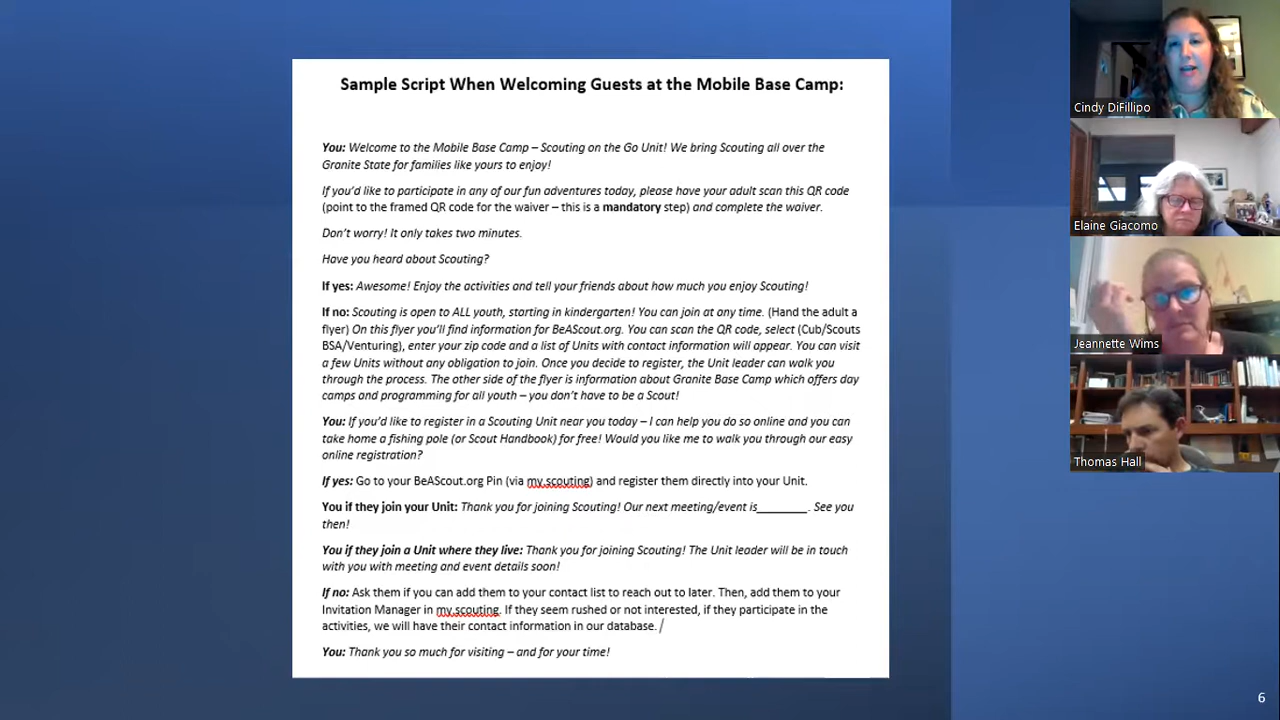 Sample Script When Welcoming Guests at the Mobile Base Camp:
You: Welcome to the Mobile Base Camp – Scouting on the Go Unit! We bring Scouting all over the
Granite State for families like yours to enjoy!
If you'd like to participate in any of our fun adventures today, please have your adult scan this QR code
(point to the framed QR code for the waiver – this is a mandatory step) and complete the waiver.
Don't worry! It only takes two minutes.
Have you heard about Scouting?
If yes: Awesome! Enjoy the activities and tell your friends about how much you enjoy Scouting!
If no: Scouting is open to ALL youth, starting in kindergarten! You can join at any time. (Hand the adult a
flyer) On this flyer you'll find information for BeAScout.org. You can scan the QR code, select (Cub/Scouts
BSA/Venturing), enter your zip code and a list of Units with contact information will appear. You can visit
a few Units without any obligation to join. Once you decide to register, the Unit leader can walk you
through the process. The other side of the flyer is information about Granite Base Camp which offers day
camps and programming for all youth – you don't have to be a Scout!
You: If you'd like to register in a Scouting Unit near you today – I can help you do so online and you can
take home a fishing pole (or Scout Handbook) for free! Would you like me to walk you through our easy
online registration?
If yes: Go to your BeAScout.org Pin (via my.scouting) and register them directly into your Unit.
You if they join your Unit: Thank you for joining Scouting! Our next meeting/event is________. See you
then!
You if they join a Unit where they live: Thank you for joining Scouting! The Unit leader will be in touch
with you with meeting and event details soon!
If no: Ask them if you can add them to your contact list to reach out to later. Then, add them to your
Invitation Manager in my.scouting. If they seem rushed or not interested, if they participate in the
activities, we will have their contact information in our database. /
You: Thank you so much for visiting – and for your time!
Cindy DiFillipo
Elaine Giacomo
Jeannette Wims
Thomas Hall
6